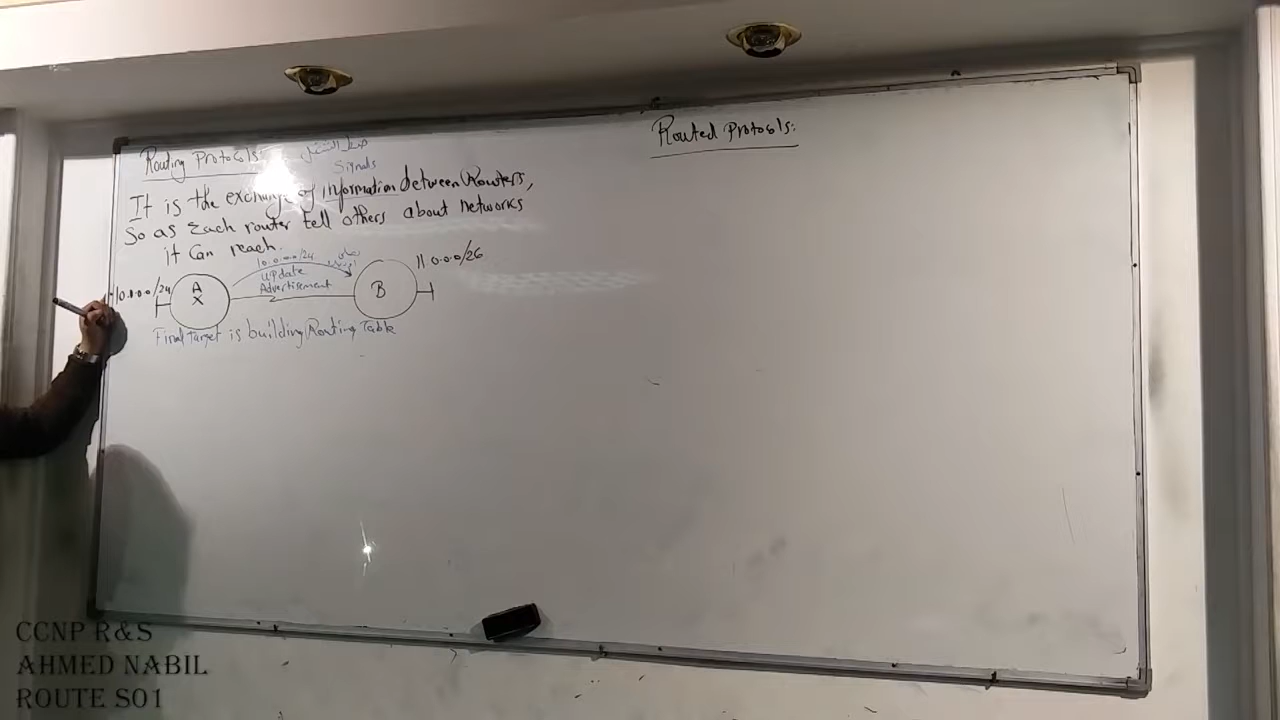 Routing Protocols
Signals
It is the exchange of information between Routers,
So as Each router tell others about networks
it can reach.
10.0.0.0/24
update
Advertisement
10.0.0.0/24
A
X
B
11.0.0.0/26
Final Target is building Routing Table
Routed Protocols:
CCNP R&S
AHMED NABIL
ROUTE S01